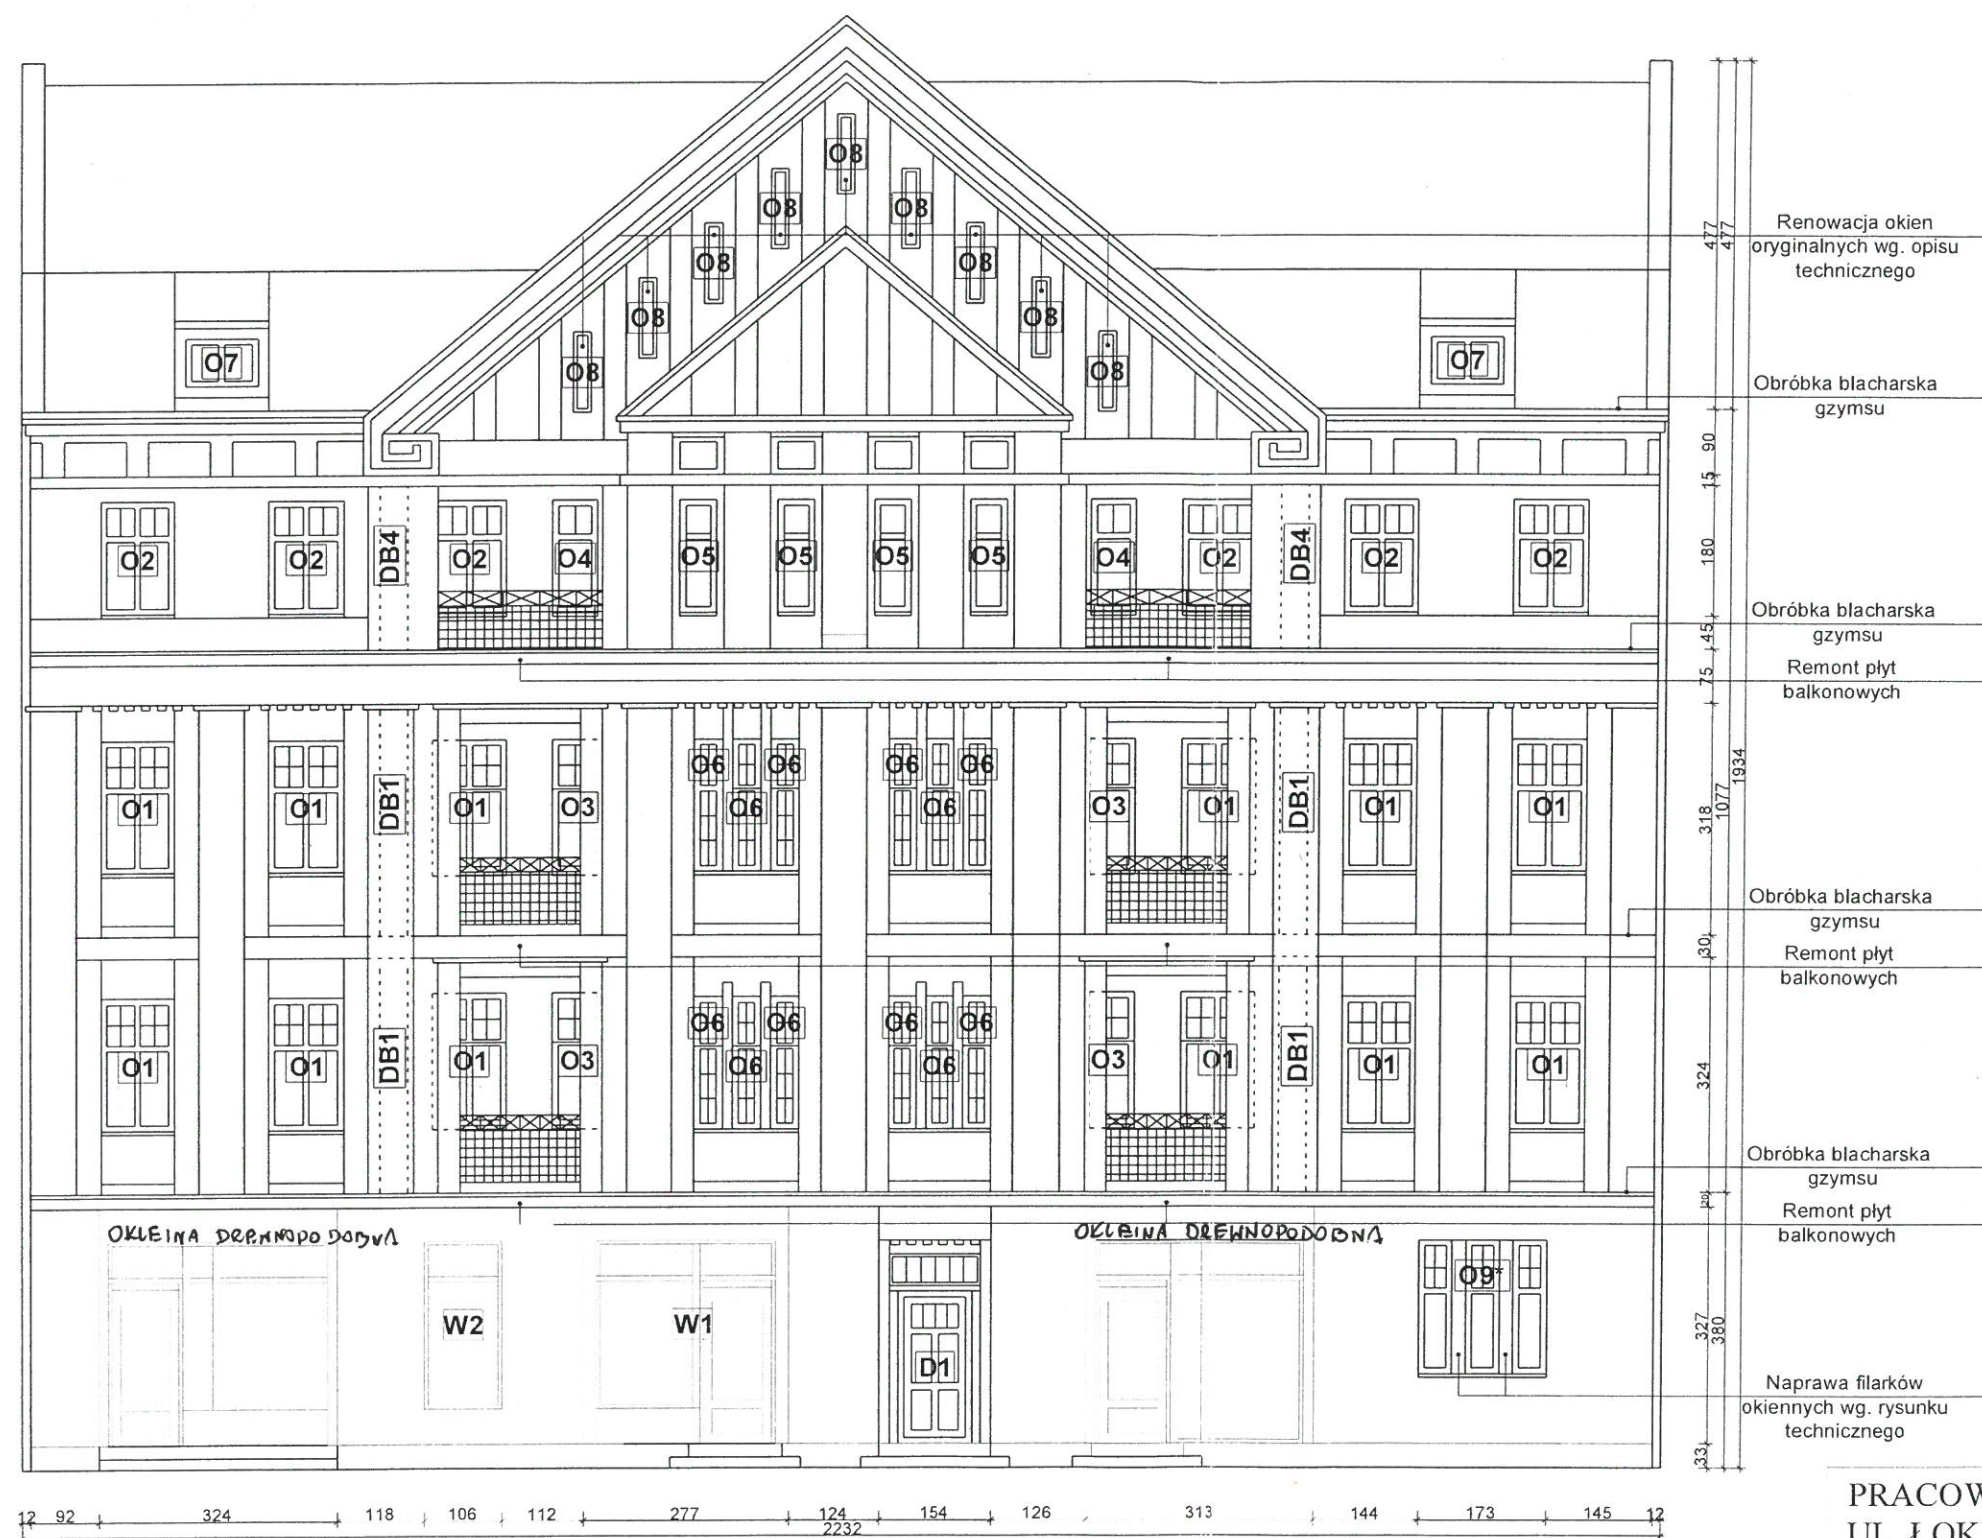 O8
O8 O8
O8 O8
O8 O8
O8 O8
O7 O7
Renowacja okien
oryginalnych wg. opisu
technicznego
477
477
Obróbka blacharska
gzymsu
90
15
O2 O2 DB4 O2 O4 O5 O5 O5 O5 O4 O2 DB4 O2 O2
180
Obróbka blacharska
gzymsu
45
Remont płyt
balkonowych
75
O6 O6 O6 O6
O1 O1 DB1 O1 O3 O6 O6 O3 O1 DB1 O1 O1
318
1077
1934
Obróbka blacharska
gzymsu
30
Remont płyt
balkonowych
O6 O6 O6 O6
O1 O1 DB1 O1 O3 O6 O6 O3 O1 DB1 O1 O1
324
Obróbka blacharska
gzymsu
20
Remont płyt
balkonowych
OKLEINA DREWNOPODOBNA OKLEINA DREWNOPODOBNA
O9*
W2 W1 D1
327
380
Naprawa filarków
okiennych wg. rysunku
technicznego
33
12 92 324 118 106 112 277 124 154 126 313 144 173 145 12
2232
PRACOW
UL. ŁOK